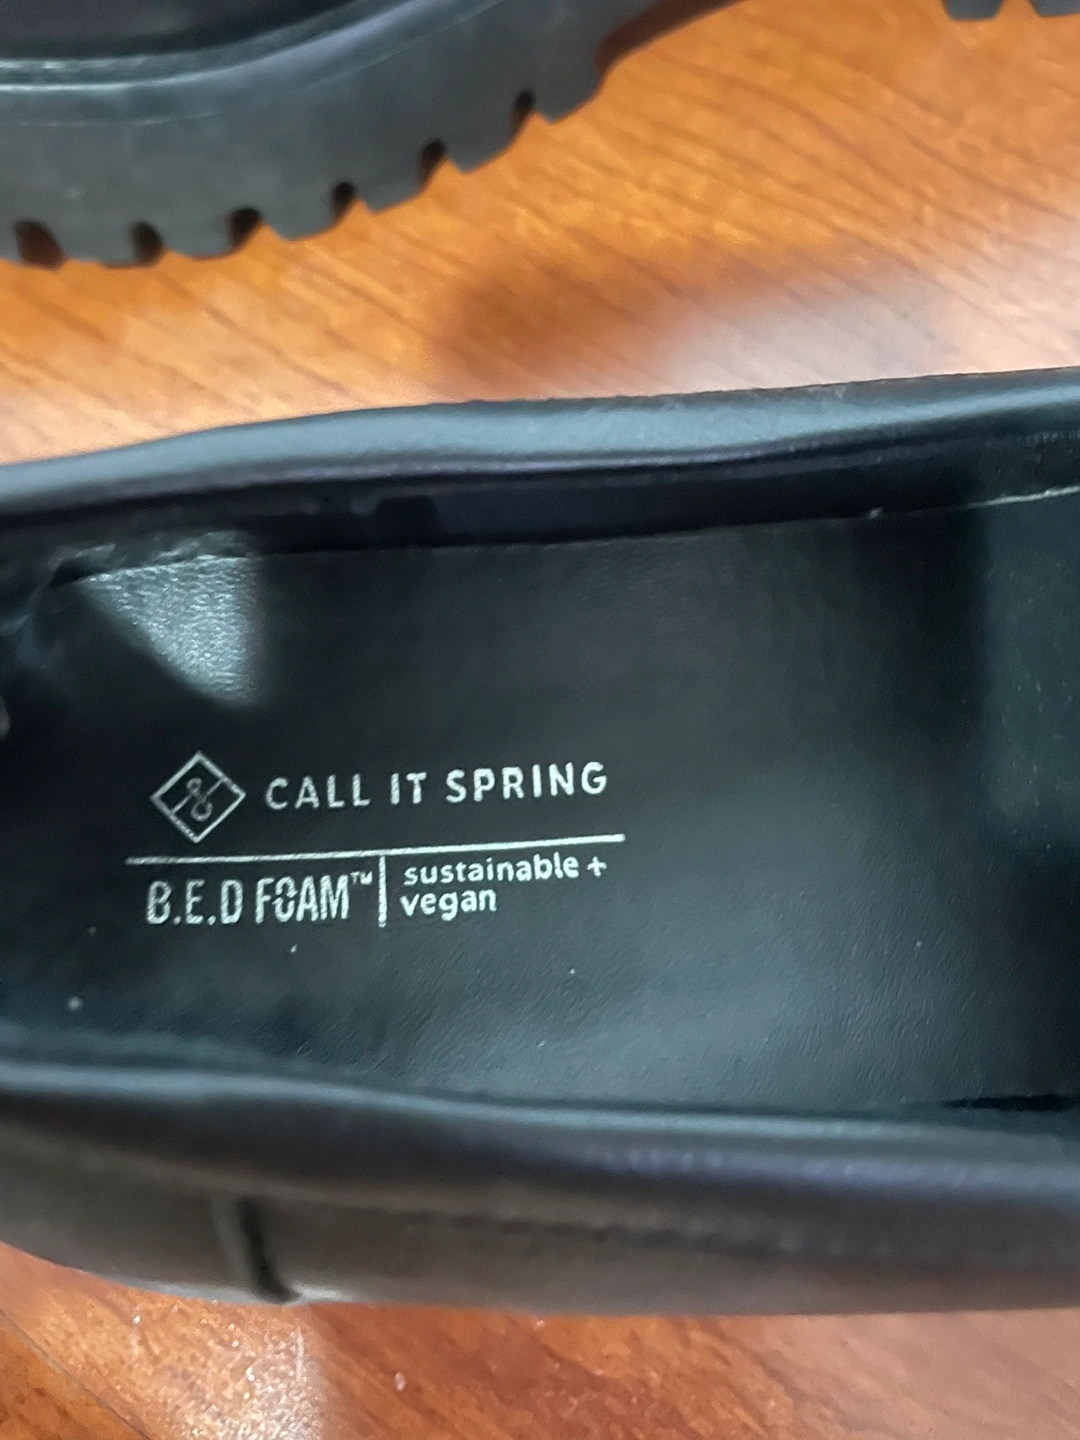 CALL IT SPRING
B.E.D FOAM™ sustainable +
vegan